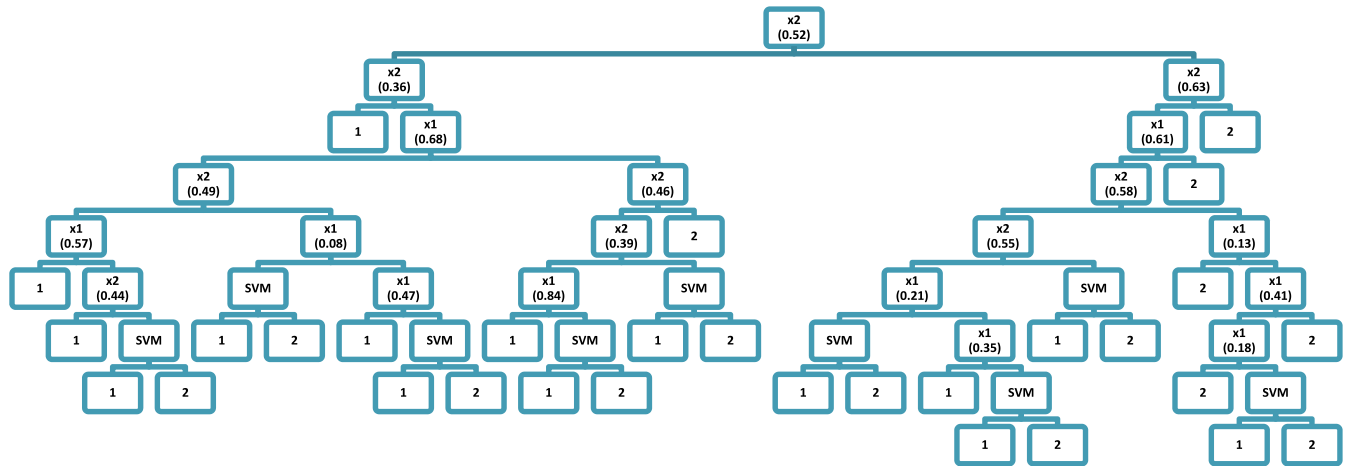 x2
(0.52)
x2
(0.36)
x2
(0.63)
1
x1
(0.68)
x1
(0.61)
2
x2
(0.49)
x2
(0.46)
x2
(0.58)
2
x1
(0.57)
x1
(0.08)
x2
(0.39)
2
x2
(0.55)
x1
(0.13)
1
x2
(0.44)
SVM
x1
(0.47)
x1
(0.84)
SVM
x1
(0.21)
SVM
2
x1
(0.41)
1
SVM
1
2
1
SVM
1
SVM
1
2
SVM
x1
(0.35)
1
2
x1
(0.18)
2
1
2
1
2
1
2
1
2
1
SVM
2
SVM
1
2
1
2